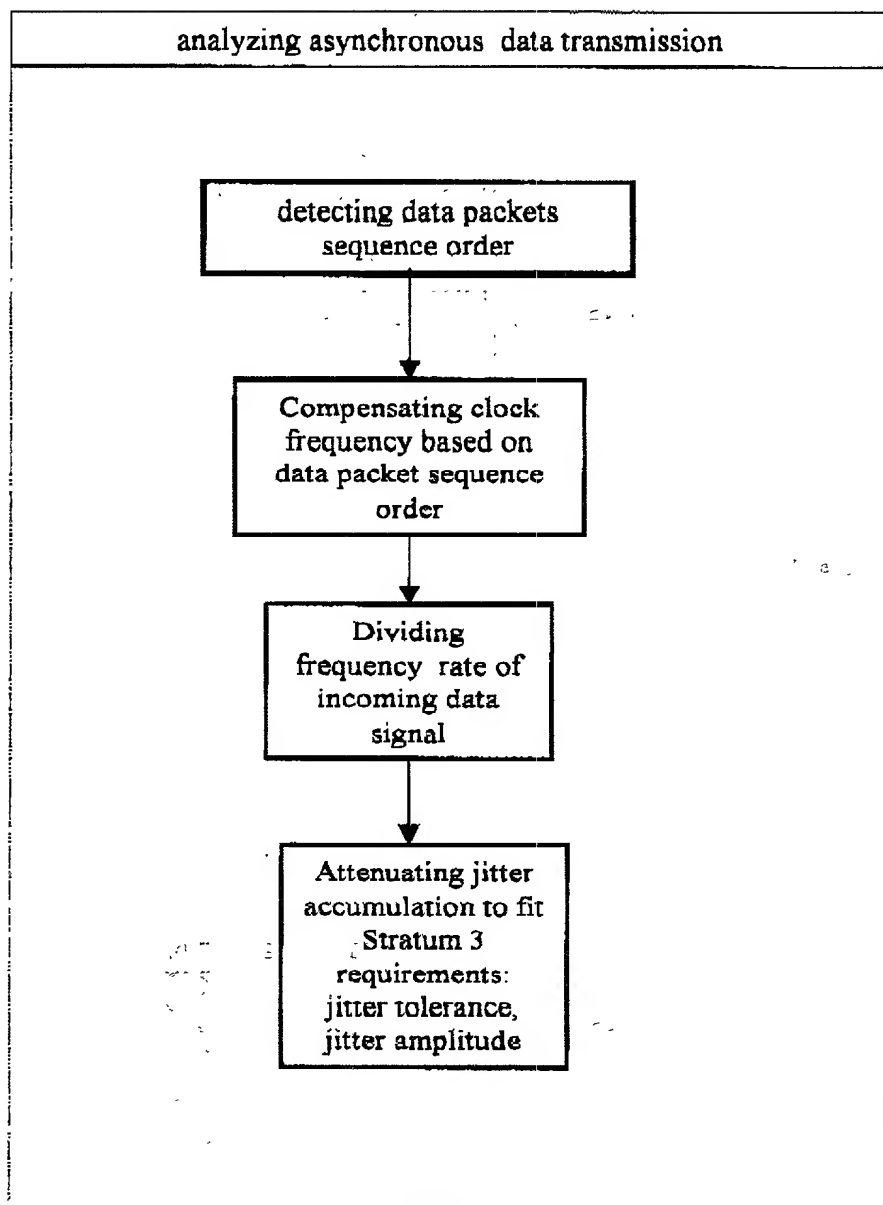 analyzing asynchronous data transmission
detecting data packets
sequence order
Compensating clock
frequency based on
data packet sequence
order
Dividing
frequency rate of
incoming data
signal
Attenuating jitter
accumulation to fit
Stratum 3
requirements:
jitter tolerance,
jitter amplitude